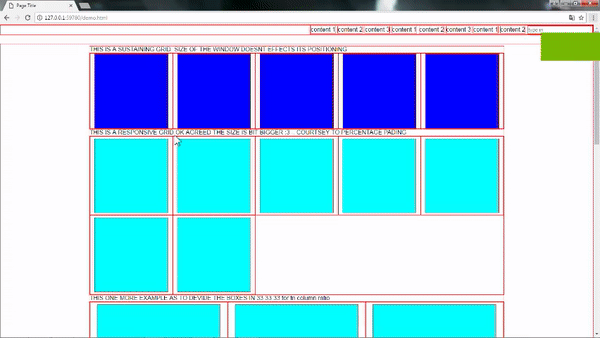 Page Title
127.0.0.1:59780/demo.html
content 1 content 2 content 3 content 1 content 2 content 3 content 1 content 2
THIS IS A SUSTAINING GRID SIZE OF THE WINDOW DOESNT EFFECTS ITS POSITIONING
THIS IS A RESPONSIVE GRID OK AGREED THE SIZE IS BIT BIGGER :3 .. COURTSEY TO PERCENTAGE PADING
THIS ONE MORE EXAMPLE AS TO DEVIDE THE BOXES IN 33 33 33 for tri column ratio